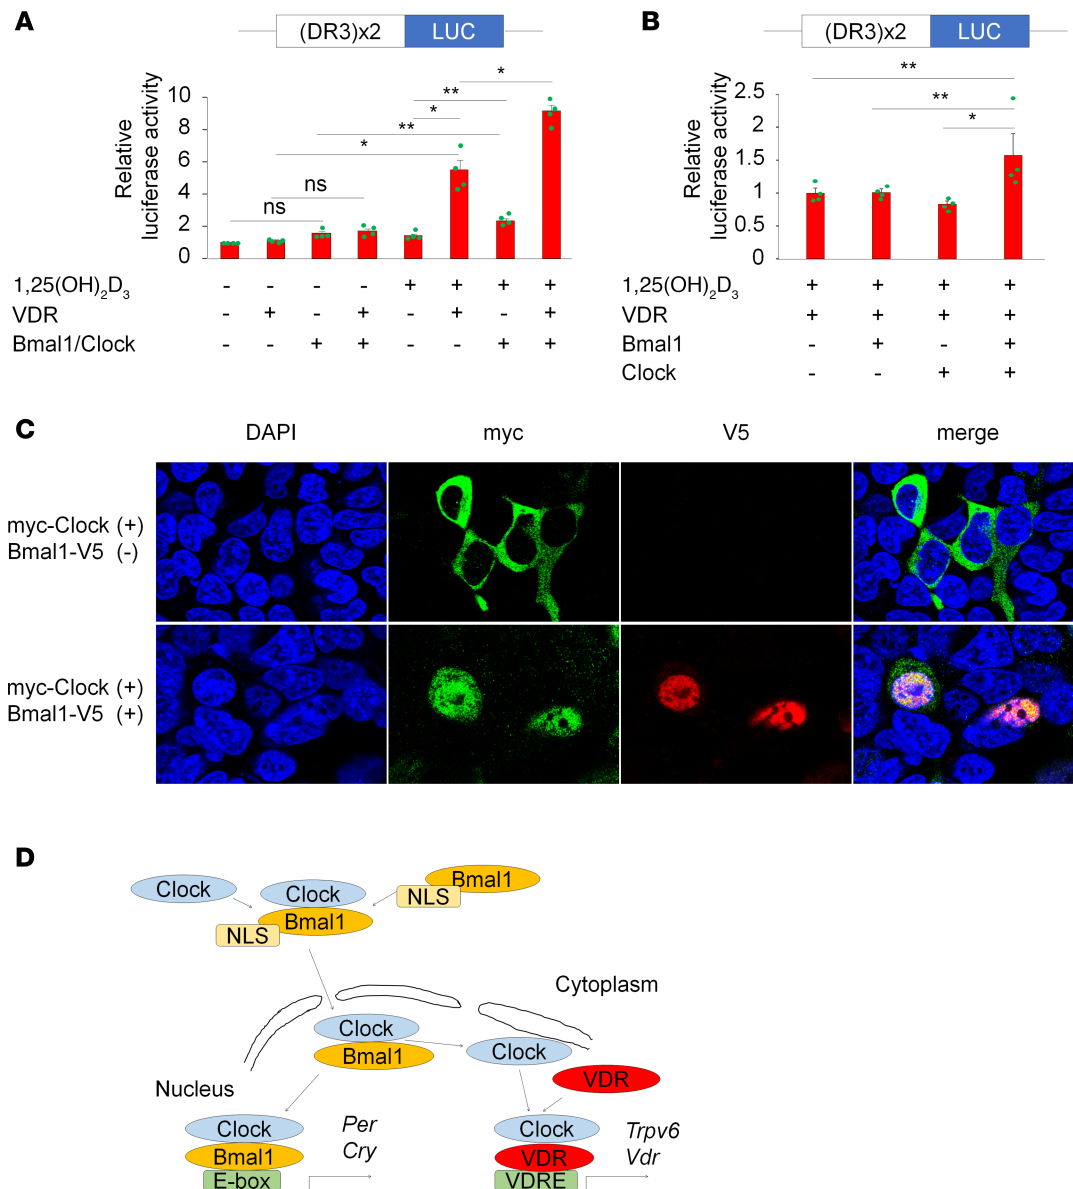 A
(DR3)x2 LUC
Relative
luciferase activity
10
8
6
4
2
0
ns
ns
*
**
*
**
*
1,25(OH)2D3 - - - - + + + +
VDR - + - + - + - +
Bmal1/Clock - - + + - - + +
B
(DR3)x2 LUC
Relative
luciferase activity
2.5
2
1.5
1
0.5
0
**
**
*
1,25(OH)2D3 + + + +
VDR + + + +
Bmal1 - + - +
Clock - - + +
C
DAPI myc V5 merge
myc-Clock (+)
Bmal1-V5 (-)
myc-Clock (+)
Bmal1-V5 (+)
D
Clock
Clock
Bmal1
NLS
Bmal1
NLS
Cytoplasm
Clock
Bmal1
Clock
VDR
Nucleus
Clock
Bmal1
E-box
Per
Cry
Clock
VDR
VDRE
Trpv6
Vdr